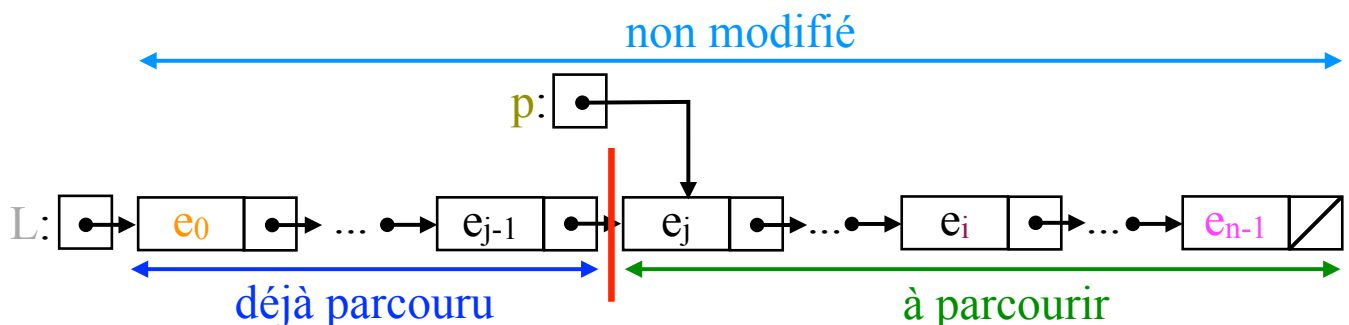 non modifié
p:
L: e0 ... ej-1 ej ... ei ... en-1
déjà parcouru à parcourir